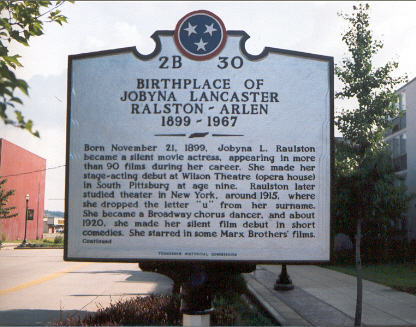 2B 30
BIRTHPLACE OF
JOBYNA LANCASTER
RALSTON - ARLEN
1899 - 1967
Born November 21, 1899, Jobyna L. Raulston
became a silent movie actress, appearing in more
than 90 films during her career. She made her
stage-acting debut at Wilson Theatre (opera house)
in South Pittsburg at age nine. Raulston later
studied theater in New York, around 1915, where
she dropped the letter "u" from her surname.
She became a Broadway chorus dancer, and about
1920, she made her silent film debut in short
comedies. She starred in some Marx Brothers' films.
Continued
TENNESSEE HISTORICAL COMMISSION